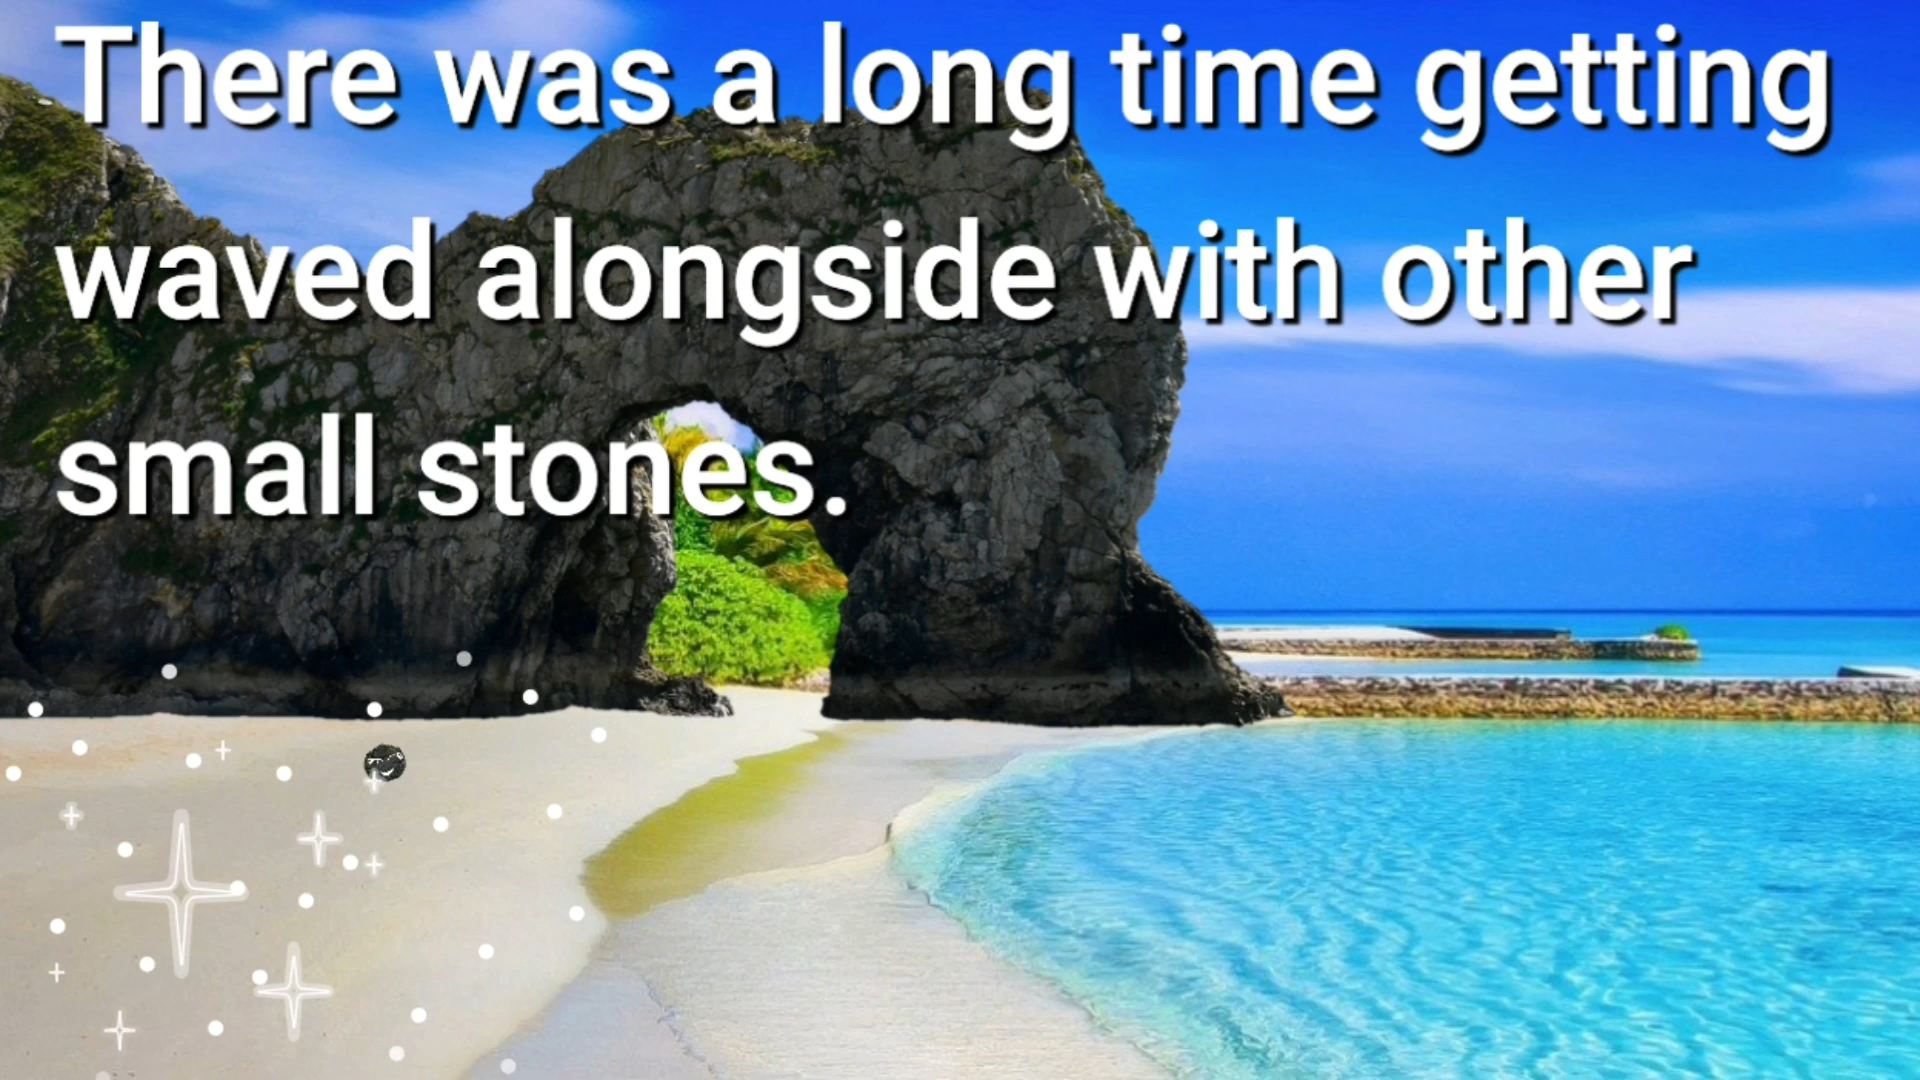 There was a long time getting
waved alongside with other
small stones.